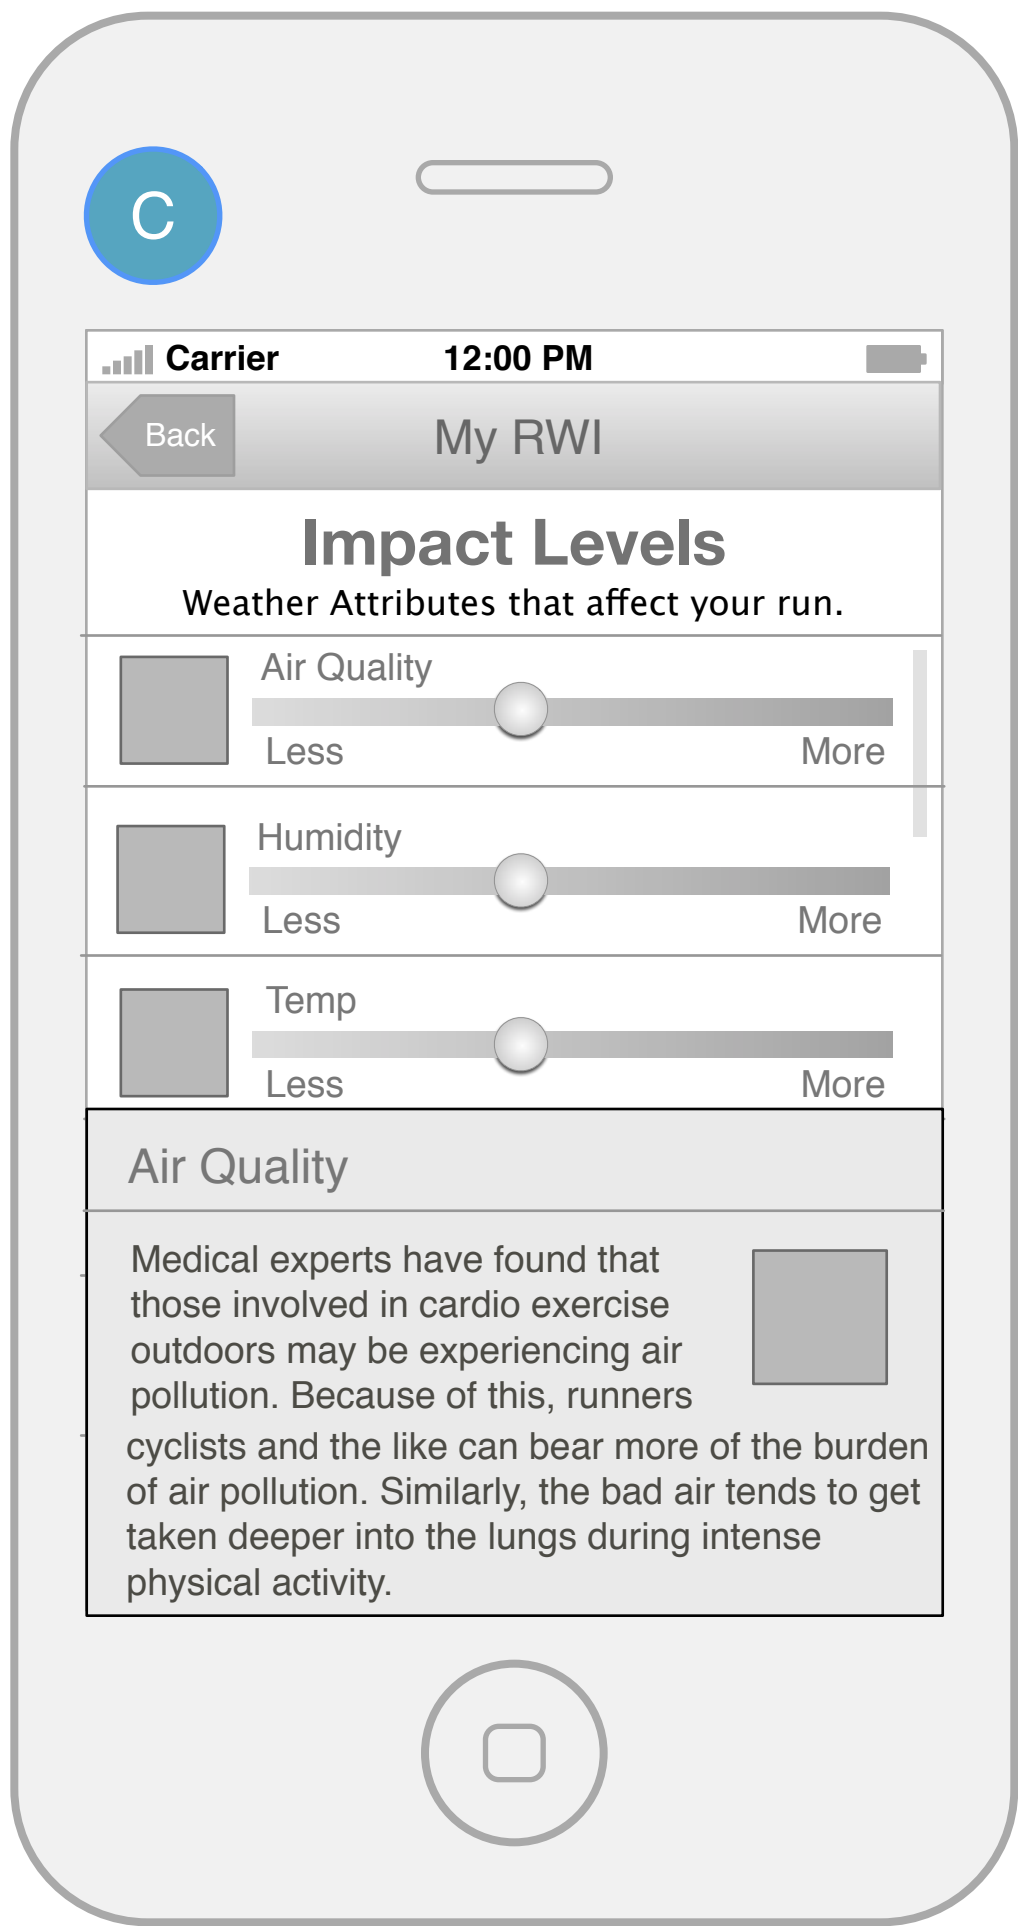 C
Carrier 12:00 PM
Back My RWI
Impact Levels
Weather Attributes that affect your run.
Air Quality
Less More
Humidity
Less More
Temp
Less More
Air Quality
Medical experts have found that
those involved in cardio exercise
outdoors may be experiencing air
pollution. Because of this, runners
cyclists and the like can bear more of the burden
of air pollution. Similarly, the bad air tends to get
taken deeper into the lungs during intense
physical activity.